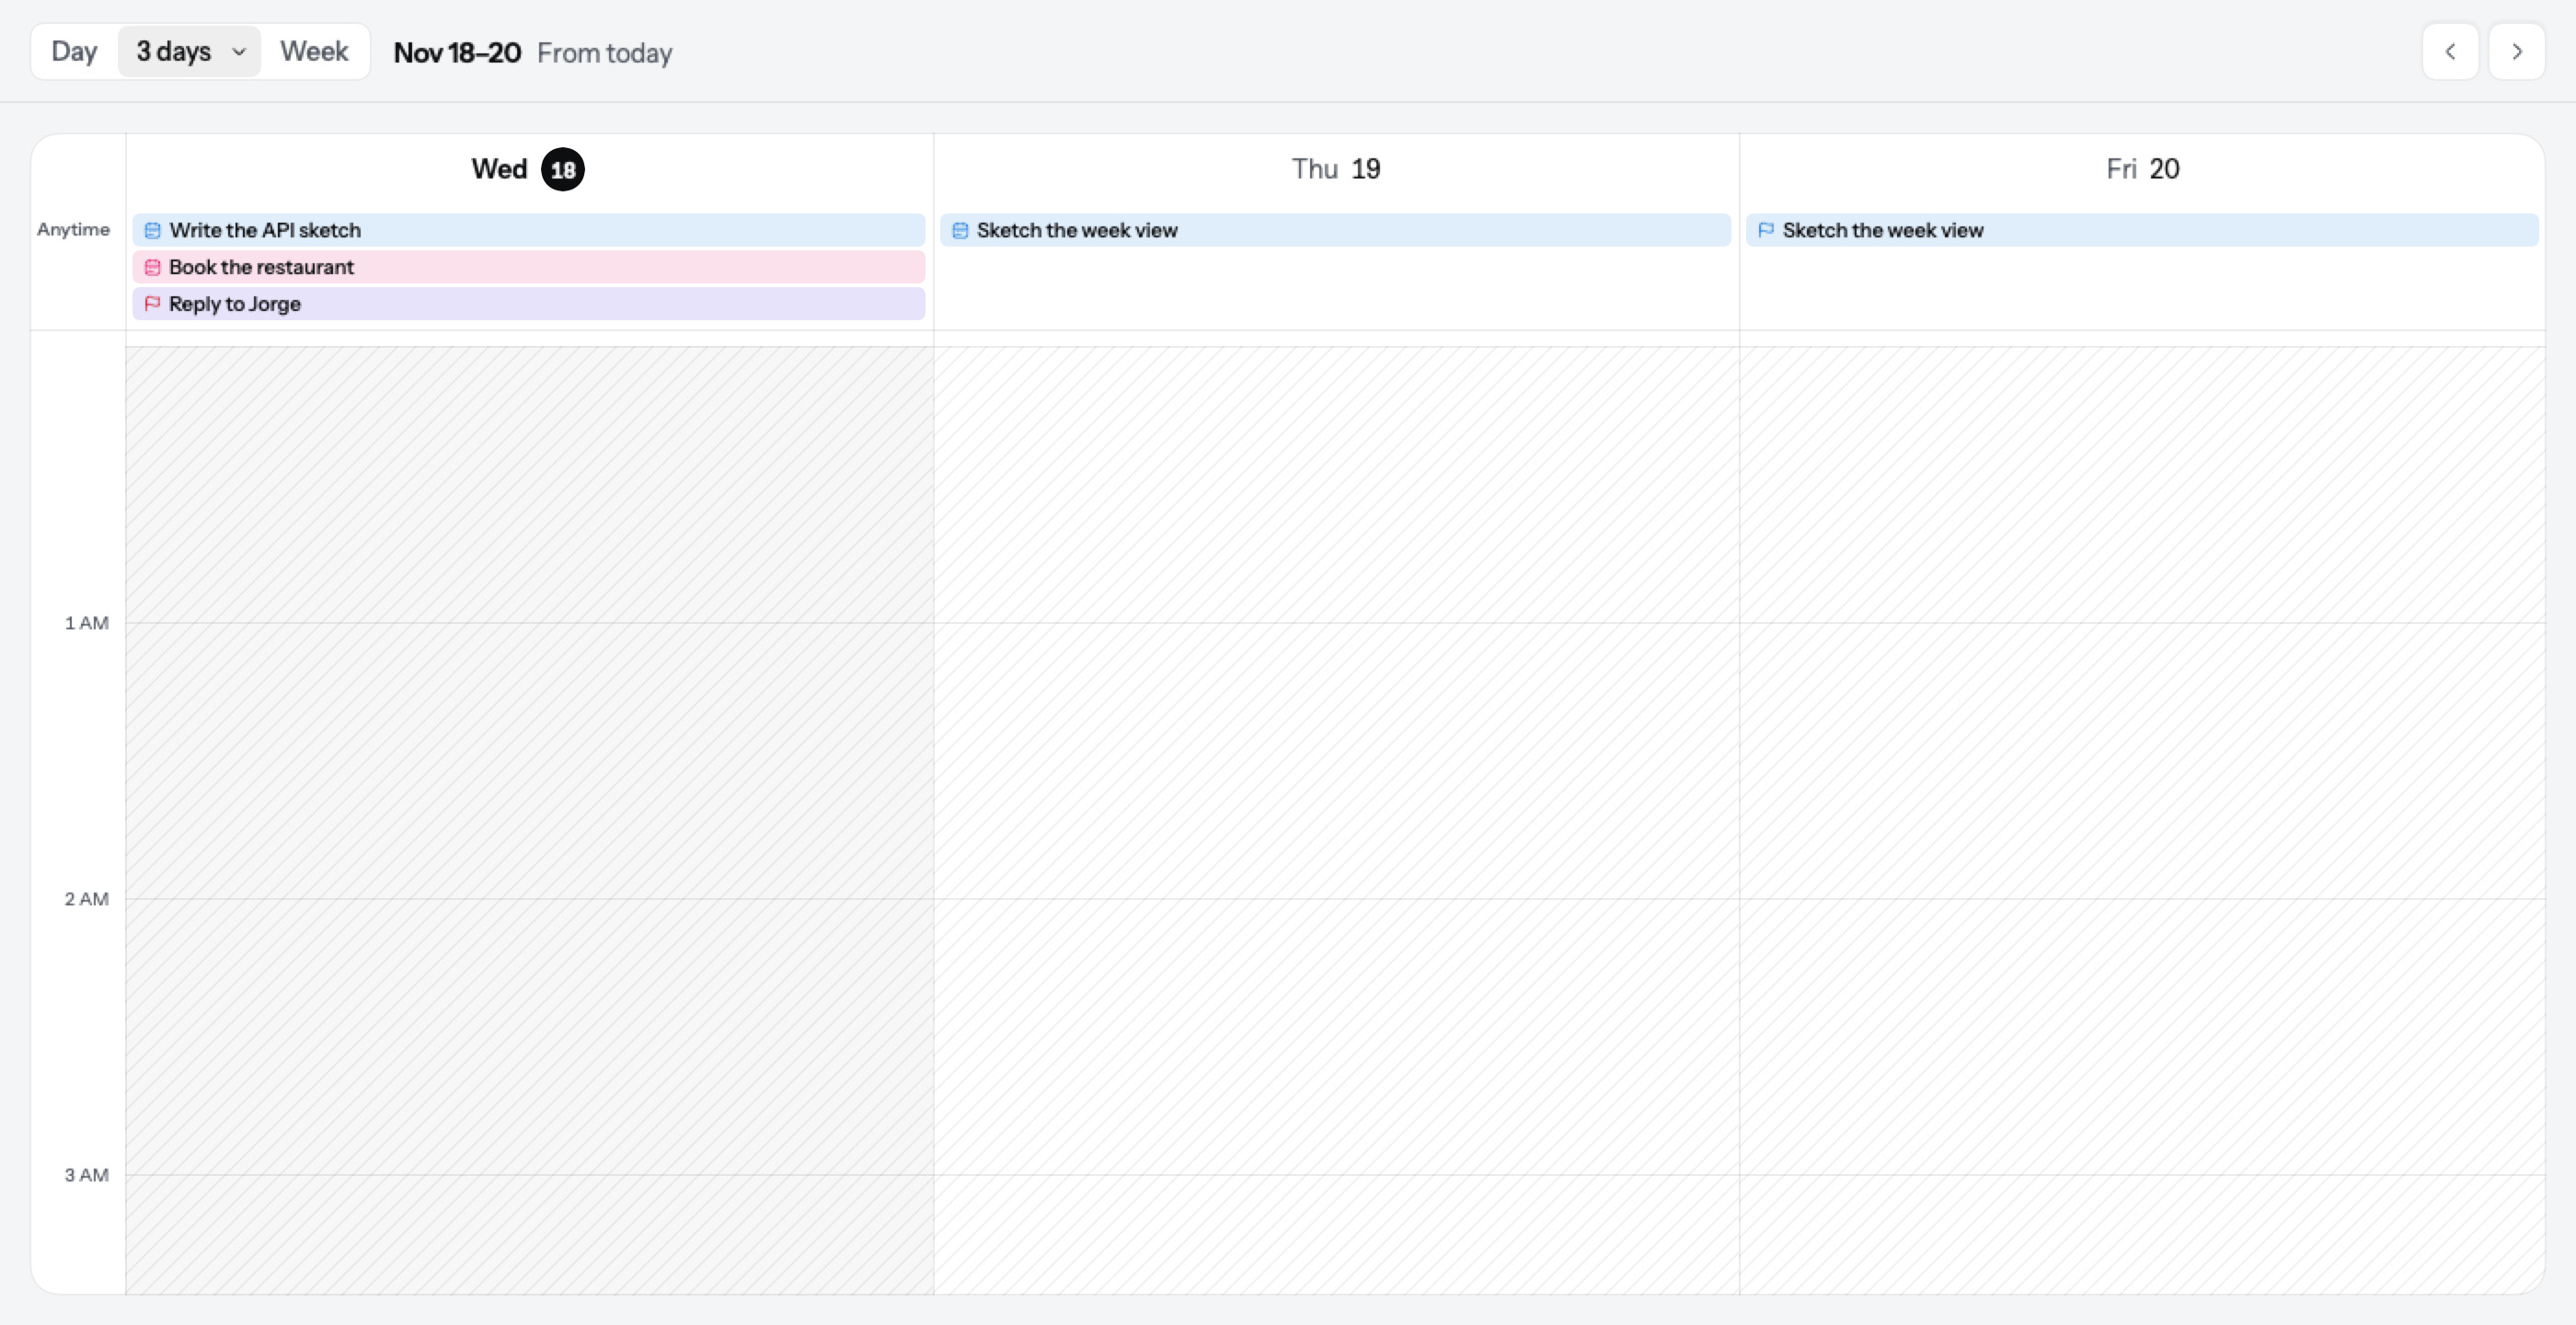 Day 3 days Week Nov 18–20 From today
Wed 18 Thu 19 Fri 20
Anytime Write the API sketch Sketch the week view Sketch the week view
Book the restaurant
Reply to Jorge
1 AM
2 AM
3 AM